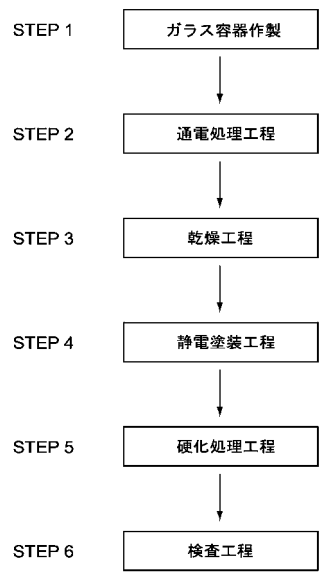 STEP 1 ガラス容器作製
STEP 2 通電処理工程
STEP 3 乾燥工程
STEP 4 静電塗装工程
STEP 5 硬化処理工程
STEP 6 検査工程